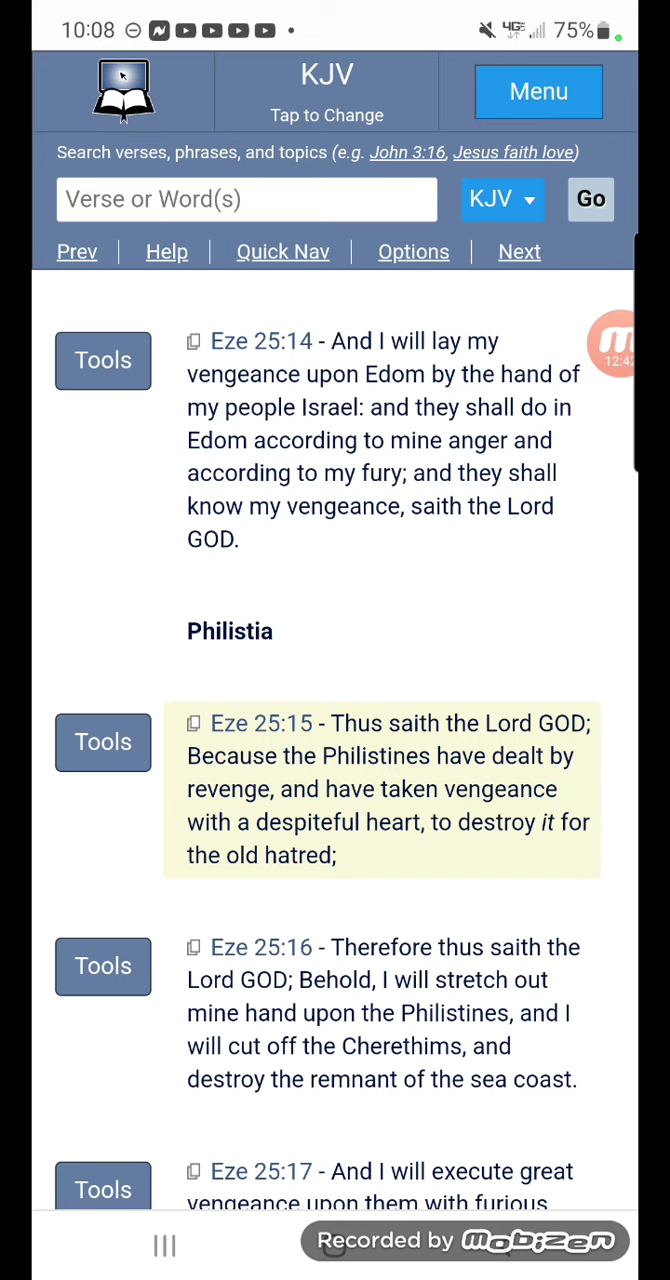 10:08 75%
KJV
Menu
Tap to Change
Search verses, phrases, and topics (e.g. John 3:16, Jesus faith love)
Verse or Word(s) KJV Go
Prev Help Quick Nav Options Next
Tools
Eze 25:14 - And I will lay my
vengeance upon Edom by the hand of
my people Israel: and they shall do in
Edom according to mine anger and
according to my fury; and they shall
know my vengeance, saith the Lord
GOD.
12:42
Philistia
Tools
Eze 25:15 - Thus saith the Lord GOD;
Because the Philistines have dealt by
revenge, and have taken vengeance
with a despiteful heart, to destroy it for
the old hatred;
Tools
Eze 25:16 - Therefore thus saith the
Lord GOD; Behold, I will stretch out
mine hand upon the Philistines, and I
will cut off the Cherethims, and
destroy the remnant of the sea coast.
Tools
Eze 25:17 - And I will execute great
vengeance upon them with furious
Recorded by mobizen